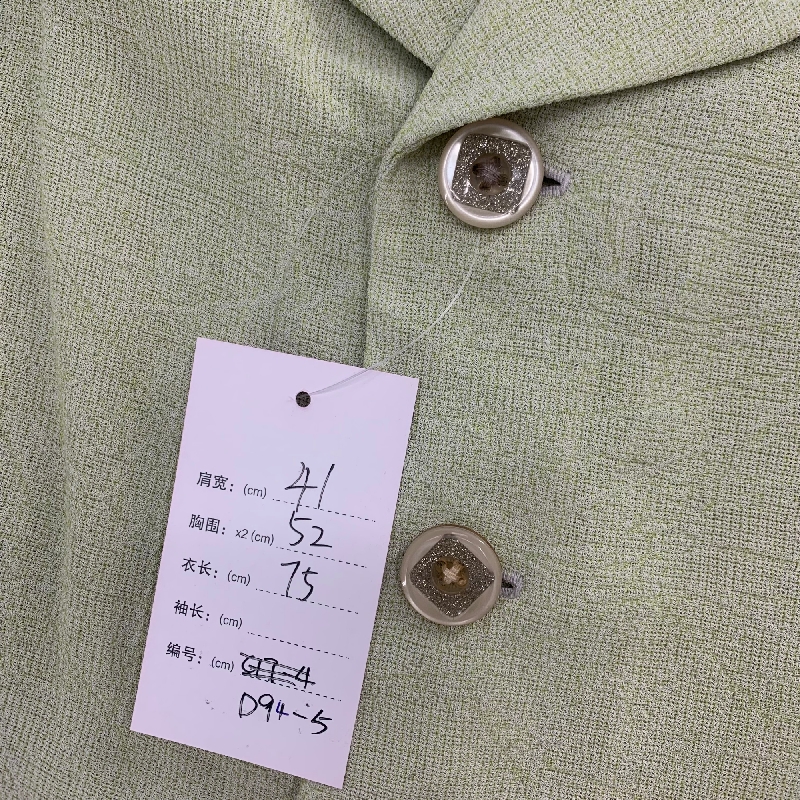 肩宽：(cm) 41
胸围：x2 (cm) 52
衣长：(cm) 75
袖长：(cm)
编号：(cm)
D94-5